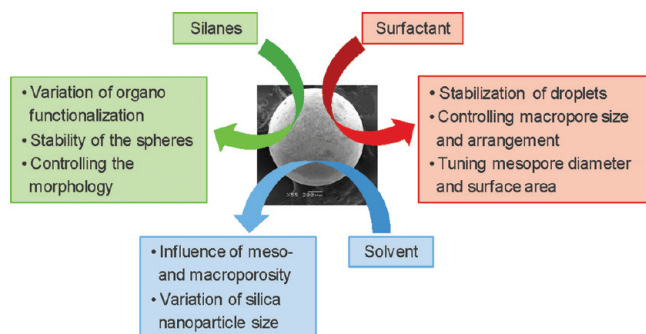 Silanes
Surfactant
• Variation of organo
functionalization
• Stability of the spheres
• Controlling the
morphology
• Stabilization of droplets
• Controlling macropore size
and arrangement
• Tuning mesopore diameter
and surface area
• Influence of meso-
and macroporosity
• Variation of silica
nanoparticle size
Solvent